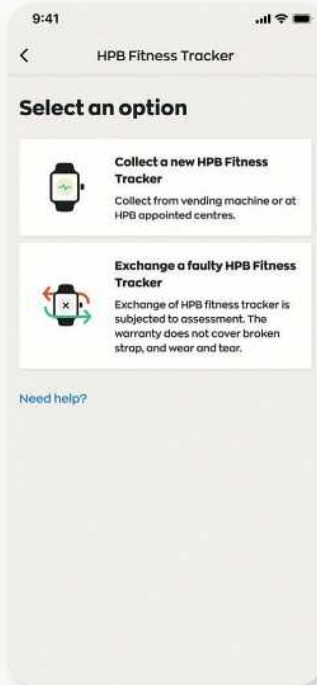 9:41
HPB Fitness Tracker
Select an option
Collect a new HPB Fitness
Tracker
Collect from vending machine or at
HPB appointed centres.
Exchange a faulty HPB Fitness
Tracker
Exchange of HPB fitness tracker is
subjected to assessment. The
warranty does not cover broken
strap, and wear and tear.
Need help?